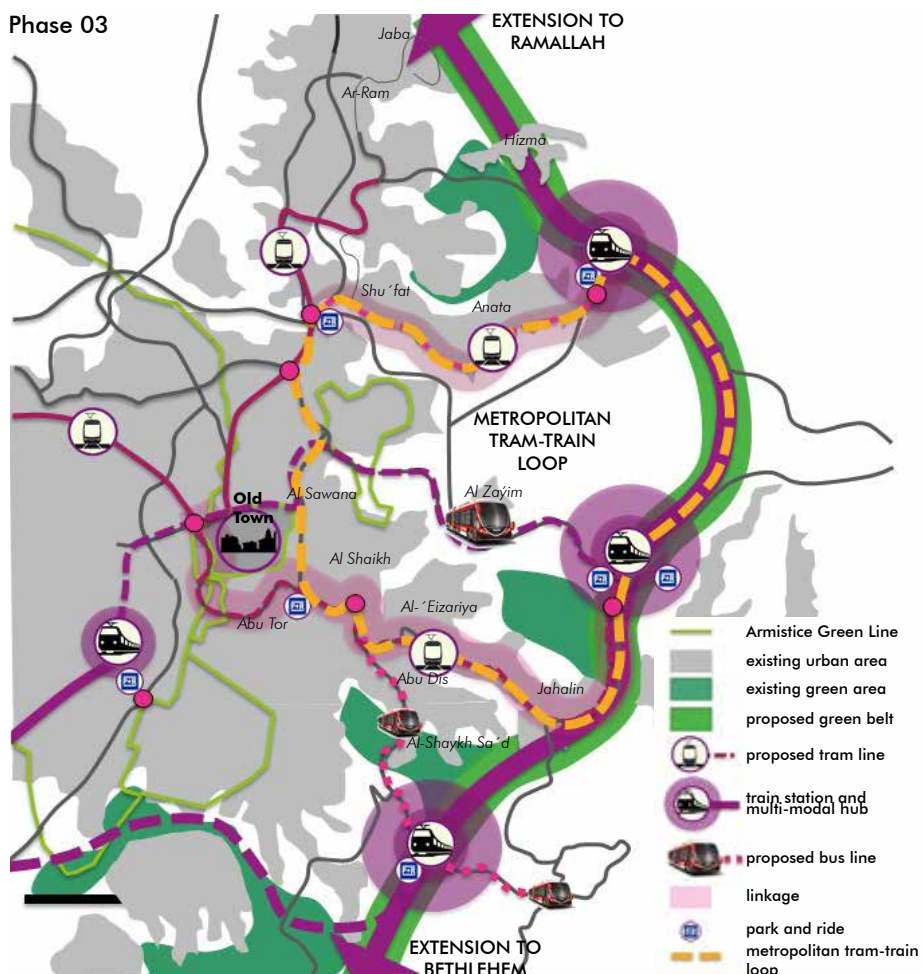 Phase 03
EXTENSION TO
RAMALLAH
Jaba
Ar-Ram
Hizma
Shu´fat
Anata
METROPOLITAN
TRAM-TRAIN
LOOP
Al Sawana
Al Zaýim
Old
Town
Al Shaikh
Al-´Eizariya
Abu Tor
Abu Dis
Jahalin
Al-Shaykh Sa´d
EXTENSION TO
BETHLEHEM
Armistice Green Line
existing urban area
existing green area
proposed green belt
proposed tram line
train station and
multi-modal hub
proposed bus line
linkage
park and ride
metropolitan tram-train
loop